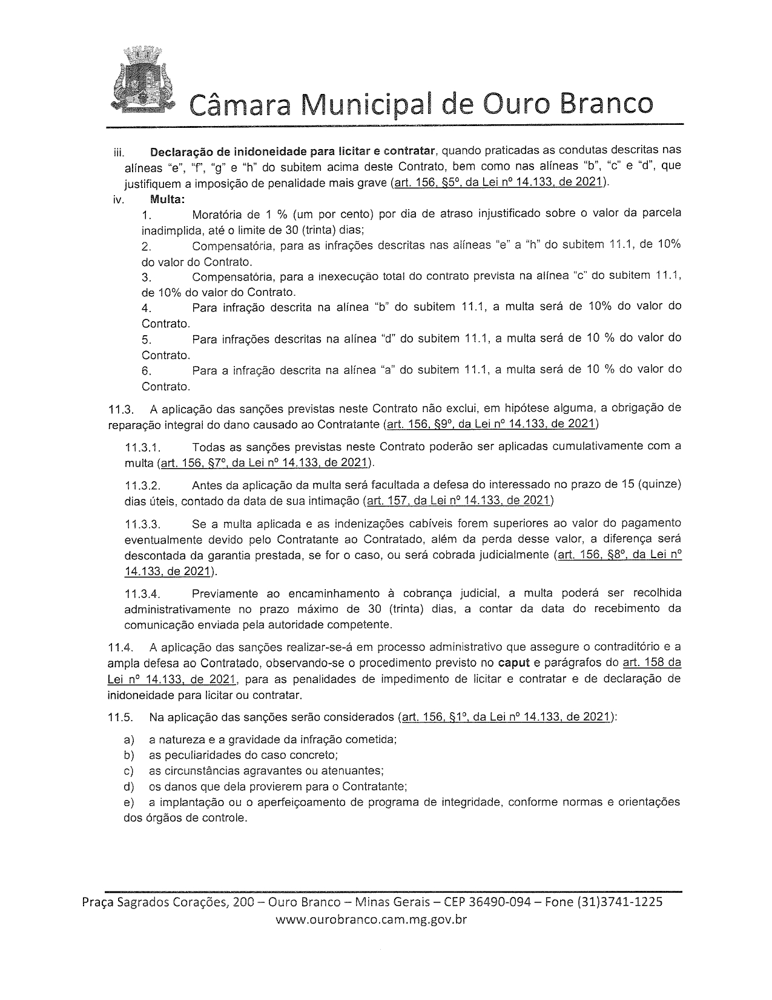 Câmara Municipal de Ouro Branco
iii. Declaração de inidoneidade para licitar e contratar, quando praticadas as condutas descritas nas
alíneas “e”, “f”, “g” e “h” do subitem acima deste Contrato, bem como nas alíneas “b”, “c” e “d”, que
justifiquem a imposição de penalidade mais grave (art. 156, §5º, da Lei nº 14.133, de 2021).
iv. Multa:
1. Moratória de 1 % (um por cento) por dia de atraso injustificado sobre o valor da parcela
inadimplida, até o limite de 30 (trinta) dias;
2. Compensatória, para as infrações descritas nas alíneas “e” a “h” do subitem 11.1, de 10%
do valor do Contrato.
3. Compensatória, para a inexecução total do contrato prevista na alínea “c” do subitem 11.1,
de 10% do valor do Contrato.
4. Para infração descrita na alínea “b” do subitem 11.1, a multa será de 10% do valor do
Contrato.
5. Para infrações descritas na alínea “d” do subitem 11.1, a multa será de 10 % do valor do
Contrato.
6. Para a infração descrita na alínea “a” do subitem 11.1, a multa será de 10 % do valor do
Contrato.
11.3. A aplicação das sanções previstas neste Contrato não exclui, em hipótese alguma, a obrigação de
reparação integral do dano causado ao Contratante (art. 156, §9º, da Lei nº 14.133, de 2021)
11.3.1. Todas as sanções previstas neste Contrato poderão ser aplicadas cumulativamente com a
multa (art. 156, §7º, da Lei nº 14.133, de 2021).
11.3.2. Antes da aplicação da multa será facultada a defesa do interessado no prazo de 15 (quinze)
dias úteis, contado da data de sua intimação (art. 157, da Lei nº 14.133, de 2021)
11.3.3. Se a multa aplicada e as indenizações cabíveis forem superiores ao valor do pagamento
eventualmente devido pelo Contratante ao Contratado, além da perda desse valor, a diferença será
descontada da garantia prestada, se for o caso, ou será cobrada judicialmente (art. 156, §8º, da Lei nº
14.133, de 2021).
11.3.4. Previamente ao encaminhamento à cobrança judicial, a multa poderá ser recolhida
administrativamente no prazo máximo de 30 (trinta) dias, a contar da data do recebimento da
comunicação enviada pela autoridade competente.
11.4. A aplicação das sanções realizar-se-á em processo administrativo que assegure o contraditório e a
ampla defesa ao Contratado, observando-se o procedimento previsto no caput e parágrafos do art. 158 da
Lei nº 14.133, de 2021, para as penalidades de impedimento de licitar e contratar e de declaração de
inidoneidade para licitar ou contratar.
11.5. Na aplicação das sanções serão considerados (art. 156, §1º, da Lei nº 14.133, de 2021):
a) a natureza e a gravidade da infração cometida;
b) as peculiaridades do caso concreto;
c) as circunstâncias agravantes ou atenuantes;
d) os danos que dela provierem para o Contratante;
e) a implantação ou o aperfeiçoamento de programa de integridade, conforme normas e orientações
dos órgãos de controle.
Praça Sagrados Corações, 200 – Ouro Branco – Minas Gerais – CEP 36490-094 – Fone (31)3741-1225
www.ourobranco.cam.mg.gov.br